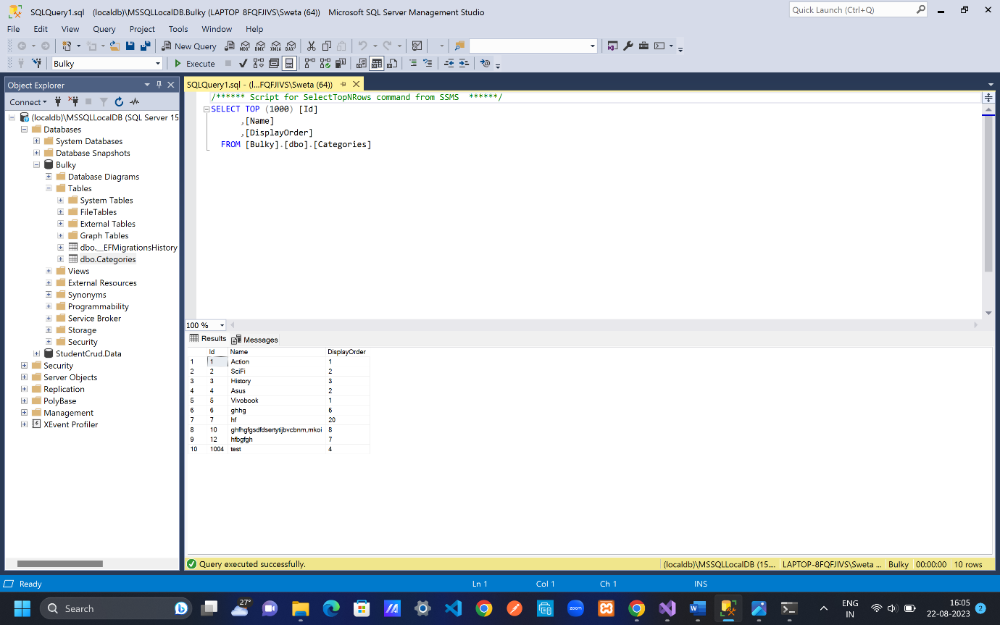 SQLQuery1.sql (localdb)\MSSQLLocalDB.Bulky (LAPTOP 8FQFJIVS\Sweta (64)) Microsoft SQL Server Management Studio
Quick Launch (Ctrl+Q)
File Edit View Query Project Tools Window Help
New Query MDX DMX XMLA DAX
Bulky Execute
Object Explorer
SQLQuery1.sql - (l...FQFJIVS\Sweta (64))
Connect
(localdb)\MSSQLLocalDB (SQL Server 15
Databases
System Databases
Database Snapshots
Bulky
Database Diagrams
Tables
System Tables
FileTables
External Tables
Graph Tables
dbo.__EFMigrationsHistory
dbo.Categories
Views
External Resources
Synonyms
Programmability
Service Broker
Storage
Security
StudentCrud.Data
Security
Server Objects
Replication
PolyBase
Management
XEvent Profiler
/****** Script for SelectTopNRows command from SSMS ******/
SELECT TOP (1000) [Id]
,[Name]
,[DisplayOrder]
FROM [Bulky].[dbo].[Categories]
100 %
Results Messages
Id Name DisplayOrder
1 1 Action 1
2 2 SciFi 2
3 3 History 3
4 4 Asus 2
5 5 Vivobook 1
6 6 ghhg 6
7 7 hf 20
8 10 ghfhgfgsdfdsertytijbvcbnm,mkoi 8
9 12 hfbgfgh 7
10 1004 test 4
Query executed successfully. (localdb)\MSSQLLocalDB (15.... LAPTOP-8FQFJIVS\Sweta ... Bulky 00:00:00 10 rows
Ready Ln 1 Col 1 Ch 1 INS
Search 27° zoom ENG IN 16:05 22-08-2023 2